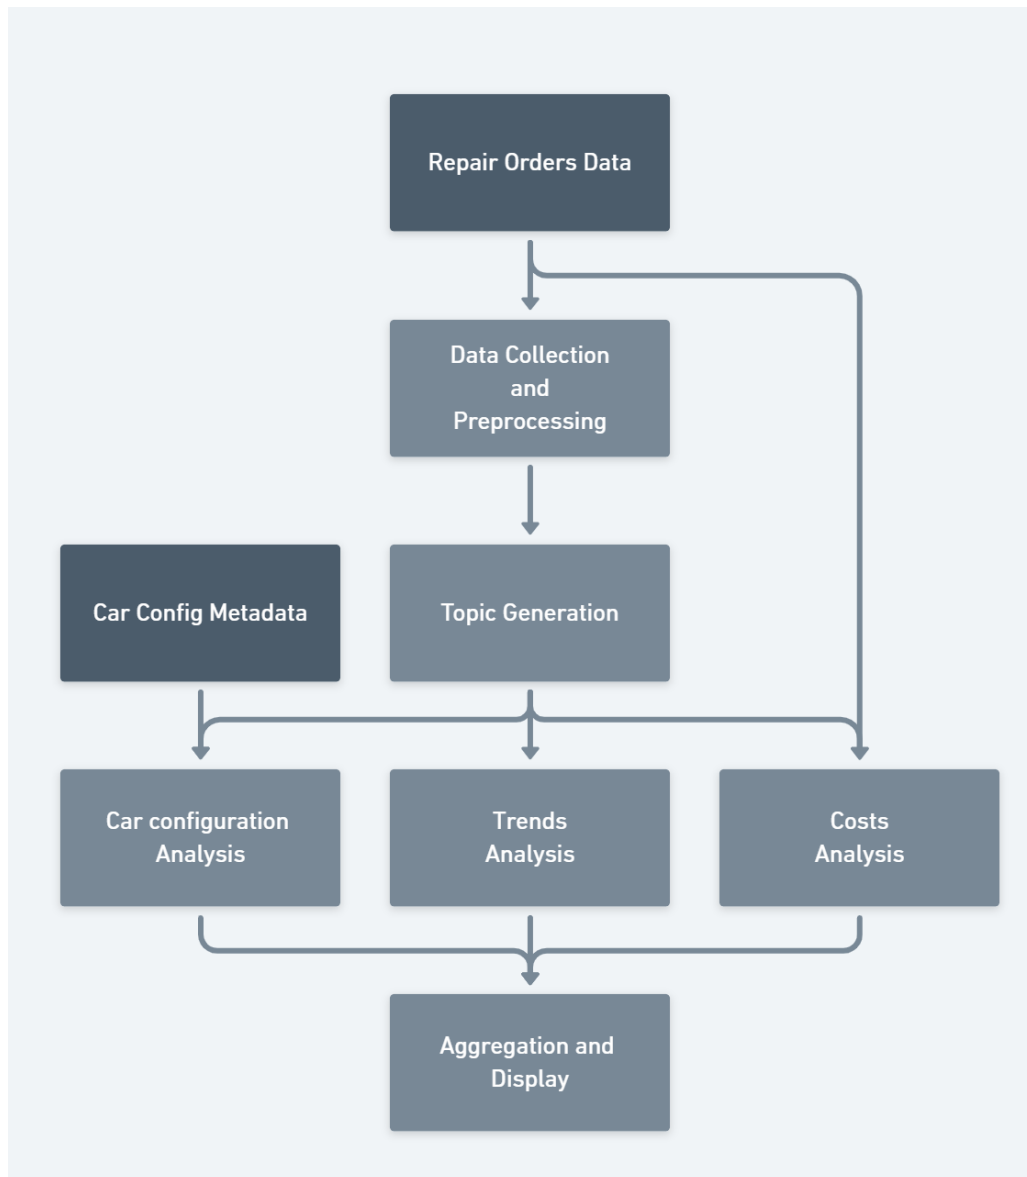 Repair Orders Data
Data Collection
and
Preprocessing
Car Config Metadata
Topic Generation
Car configuration
Analysis
Trends
Analysis
Costs
Analysis
Aggregation and
Display